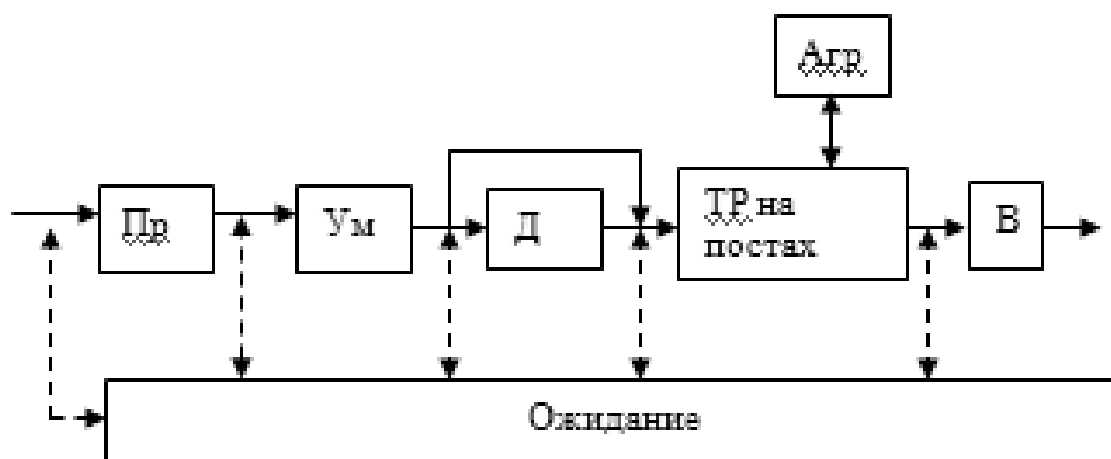 Агр
Пр
Ум
Д
ТР на
постах
В
Ожидание